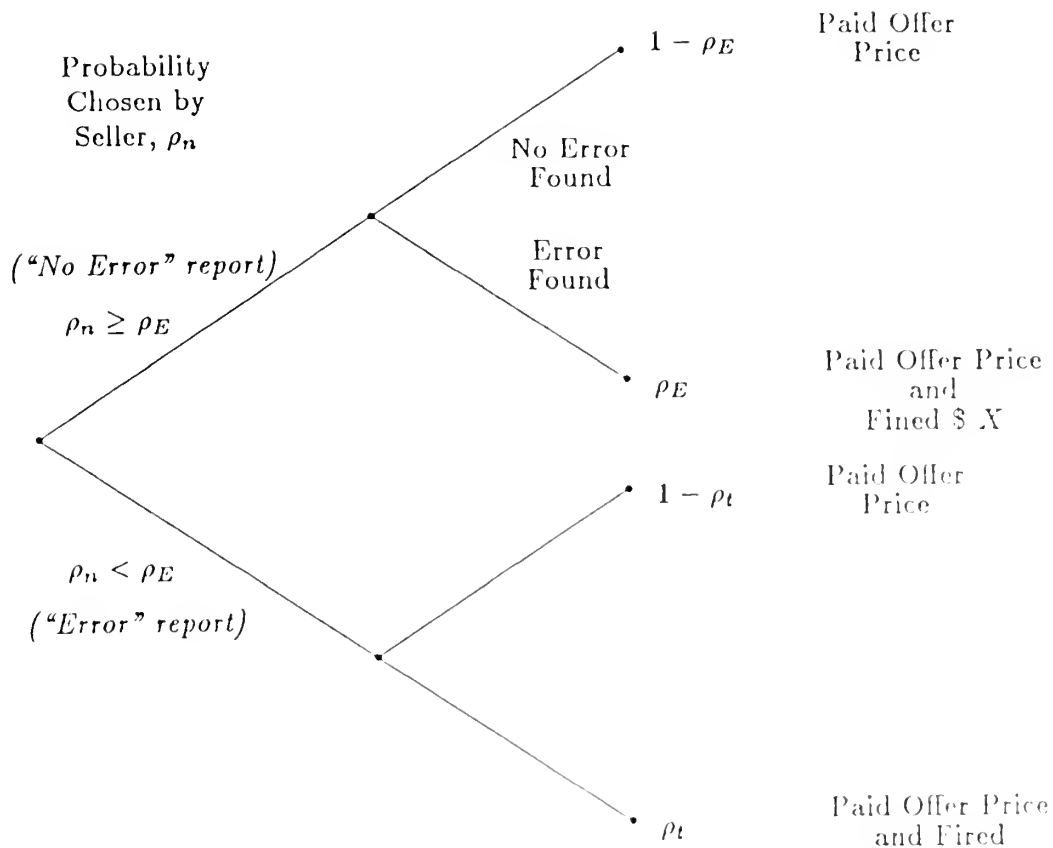 Paid Offer
Price
1 − ρE
Probability
Chosen by
Seller, ρn
No Error
Found
("No Error" report)
Error
Found
ρn ≥ ρE
ρE
Paid Offer Price
and
Fined $ X
1 − ρt
Paid Offer
Price
ρn < ρE
("Error" report)
ρt
Paid Offer Price
and Fired